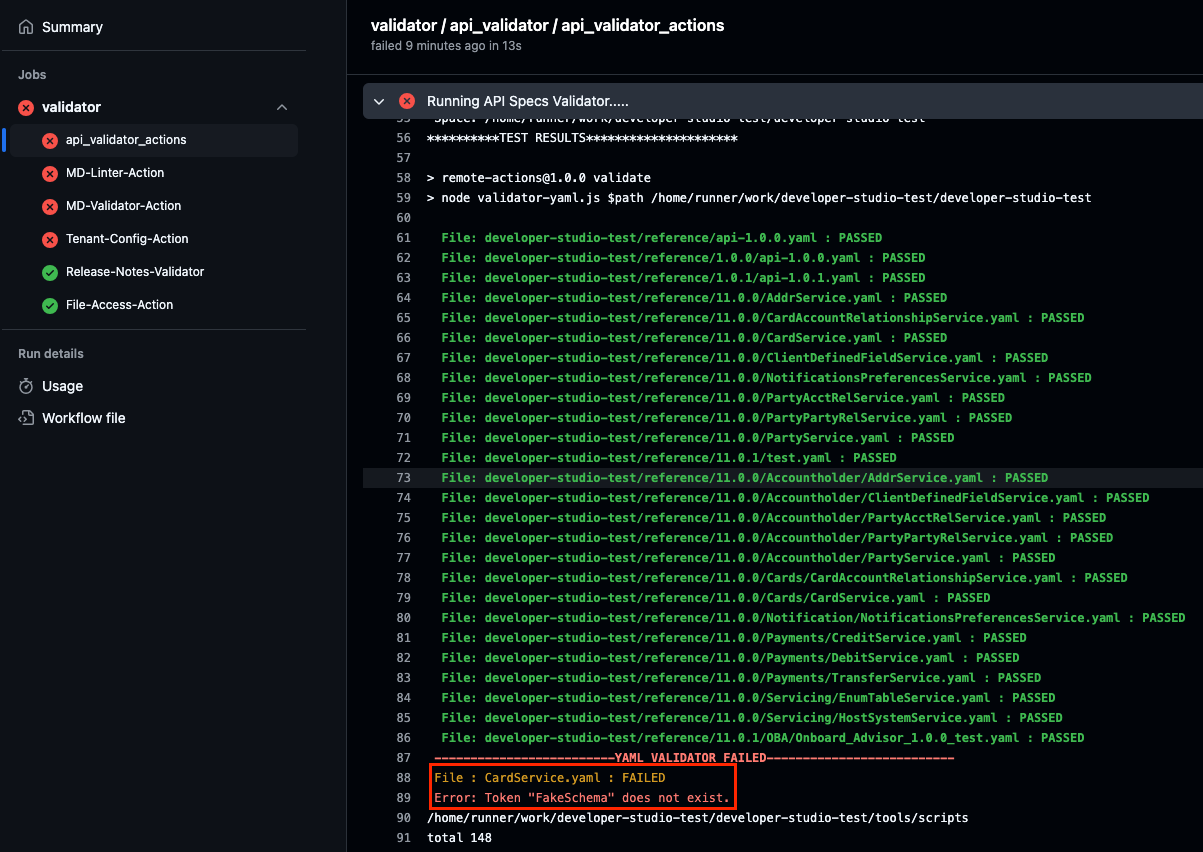 Summary
Jobs
validator
api_validator_actions
MD-Linter-Action
MD-Validator-Action
Tenant-Config-Action
Release-Notes-Validator
File-Access-Action
Run details
Usage
Workflow file
validator / api_validator / api_validator_actions
failed 9 minutes ago in 13s
Running API Specs Validator.....
55 Space: /home/runner/work/developer-studio-test/developer-studio-test
56 **********TEST RESULTS*********************
57
58 > remote-actions@1.0.0 validate
59 > node validator-yaml.js $path /home/runner/work/developer-studio-test/developer-studio-test
60
61 File: developer-studio-test/reference/api-1.0.0.yaml : PASSED
62 File: developer-studio-test/reference/1.0.0/api-1.0.0.yaml : PASSED
63 File: developer-studio-test/reference/1.0.1/api-1.0.1.yaml : PASSED
64 File: developer-studio-test/reference/11.0.0/AddrService.yaml : PASSED
65 File: developer-studio-test/reference/11.0.0/CardAccountRelationshipService.yaml : PASSED
66 File: developer-studio-test/reference/11.0.0/CardService.yaml : PASSED
67 File: developer-studio-test/reference/11.0.0/ClientDefinedFieldService.yaml : PASSED
68 File: developer-studio-test/reference/11.0.0/NotificationsPreferencesService.yaml : PASSED
69 File: developer-studio-test/reference/11.0.0/PartyAcctRelService.yaml : PASSED
70 File: developer-studio-test/reference/11.0.0/PartyPartyRelService.yaml : PASSED
71 File: developer-studio-test/reference/11.0.0/PartyService.yaml : PASSED
72 File: developer-studio-test/reference/11.0.1/test.yaml : PASSED
73 File: developer-studio-test/reference/11.0.0/Accountholder/AddrService.yaml : PASSED
74 File: developer-studio-test/reference/11.0.0/Accountholder/ClientDefinedFieldService.yaml : PASSED
75 File: developer-studio-test/reference/11.0.0/Accountholder/PartyAcctRelService.yaml : PASSED
76 File: developer-studio-test/reference/11.0.0/Accountholder/PartyPartyRelService.yaml : PASSED
77 File: developer-studio-test/reference/11.0.0/Accountholder/PartyService.yaml : PASSED
78 File: developer-studio-test/reference/11.0.0/Cards/CardAccountRelationshipService.yaml : PASSED
79 File: developer-studio-test/reference/11.0.0/Cards/CardService.yaml : PASSED
80 File: developer-studio-test/reference/11.0.0/Notification/NotificationsPreferencesService.yaml : PASSED
81 File: developer-studio-test/reference/11.0.0/Payments/CreditService.yaml : PASSED
82 File: developer-studio-test/reference/11.0.0/Payments/DebitService.yaml : PASSED
83 File: developer-studio-test/reference/11.0.0/Payments/TransferService.yaml : PASSED
84 File: developer-studio-test/reference/11.0.0/Servicing/EnumTableService.yaml : PASSED
85 File: developer-studio-test/reference/11.0.0/Servicing/HostSystemService.yaml : PASSED
86 File: developer-studio-test/reference/11.0.1/OBA/Onboard_Advisor_1.0.0_test.yaml : PASSED
87 -------------------------YAML VALIDATOR FAILED--------------------------
88 File : CardService.yaml : FAILED
89 Error: Token "FakeSchema" does not exist.
90 /home/runner/work/developer-studio-test/developer-studio-test/tools/scripts
91 total 148